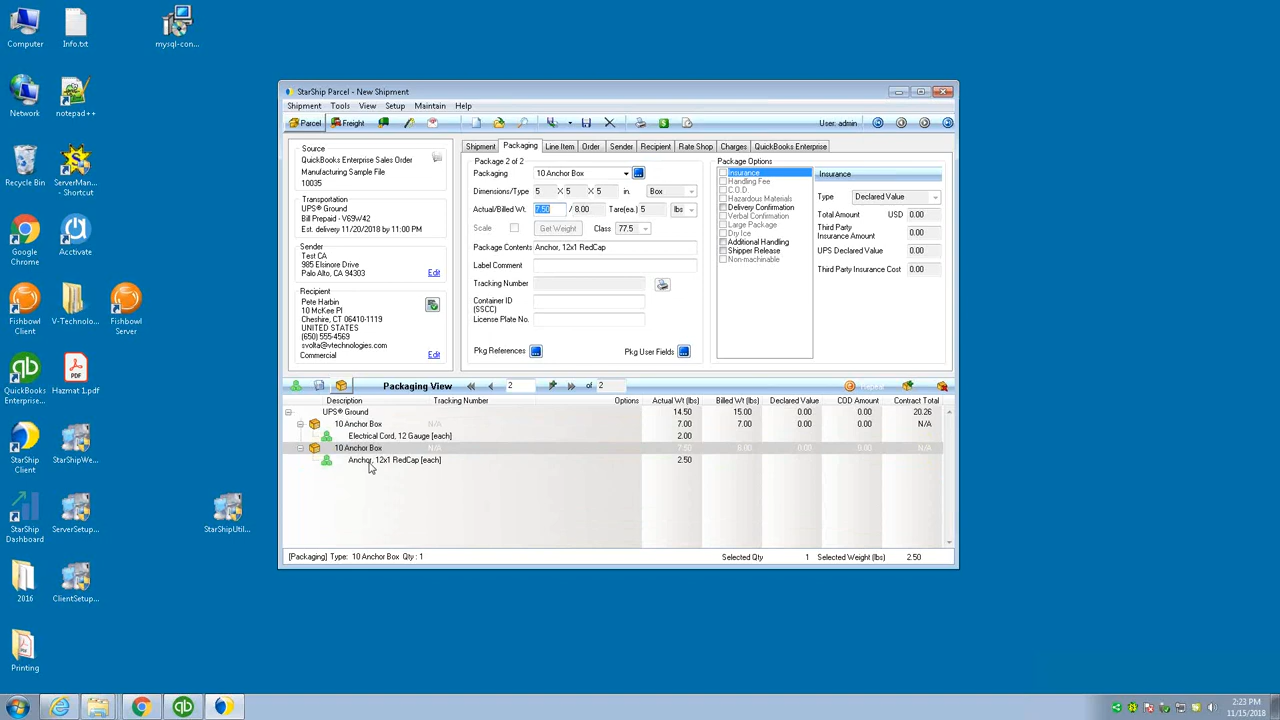 Computer
Info.txt
mysql-con...
Network
notepad++
Recycle Bin
ServerMan...
- Shortcut
Google
Chrome
Acctivate
Fishbowl
Client
V-Technolo...
Fishbowl
Server
QuickBooks
Enterprise...
Hazmat 1.pdf
StarShip
Client
StarShipWe...
StarShip
Dashboard
ServerSetup...
StarShipUtil...
2016
ClientSetup...
Printing
StarShip Parcel - New Shipment
Shipment Tools View Setup Maintain Help
Parcel Freight
User: admin
Source
QuickBooks Enterprise Sales Order
Manufacturing Sample File
10035
Transportation
UPS® Ground
Bill Prepaid - V69W42
Est. deliver 11/20/2018 by 11:00 PM
Sender
Test CA
985 Elsinore Drive
Palo Alto, CA 94303 Edit
Recipient
Pete Harbin
10 McKee Pl
Cheshire, CT 06410-1119
UNITED STATES
(650) 555-4569
svolta@vtechnologies.com
Commercial Edit
Shipment Packaging Line Item Order Sender Recipient Rate Shop Charges QuickBooks Enterprise
Package 2 of 2
Packaging 10 Anchor Box
Dimensions/Type 5 X 5 X 5 in. Box
Actual/Billed Wt. 7.50 / 8.00 Tare(ea.) 5 lbs
Scale Get Weight Class 77.5
Package Contents Anchor, 12x1 RedCap
Label Comment
Tracking Number
Container ID
(SSCC)
License Plate No.
Pkg References Pkg User Fields
Package Options
Insurance
Handling Fee
C.O.D.
Hazardous Materials
Delivery Confirmation
Verbal Confirmation
Large Package
Dry Ice
Additional Handling
Shipper Release
Non-machinable
Insurance
Type Declared Value
Total Amount USD 0.00
Third Party
Insurance Amount 0.00
UPS Declared Value 0.00
Third Party Insurance Cost 0.00
Packaging View 2 of 2 Repeat
Description Tracking Number Options Actual Wt (lbs) Billed Wt (lbs) Declared Value COD Amount Contract Total
UPS® Ground 14.50 15.00 0.00 0.00 20.26
10 Anchor Box N/A 7.00 7.00 0.00 0.00 N/A
Electrical Cord, 12 Gauge [each] 2.00
10 Anchor Box N/A 7.50 8.00 0.00 0.00 N/A
Anchor, 12x1 RedCap [each] 2.50
[Packaging] Type: 10 Anchor Box Qty : 1 Selected Qty 1 Selected Weight (lbs) 2.50
2:23 PM
11/15/2018